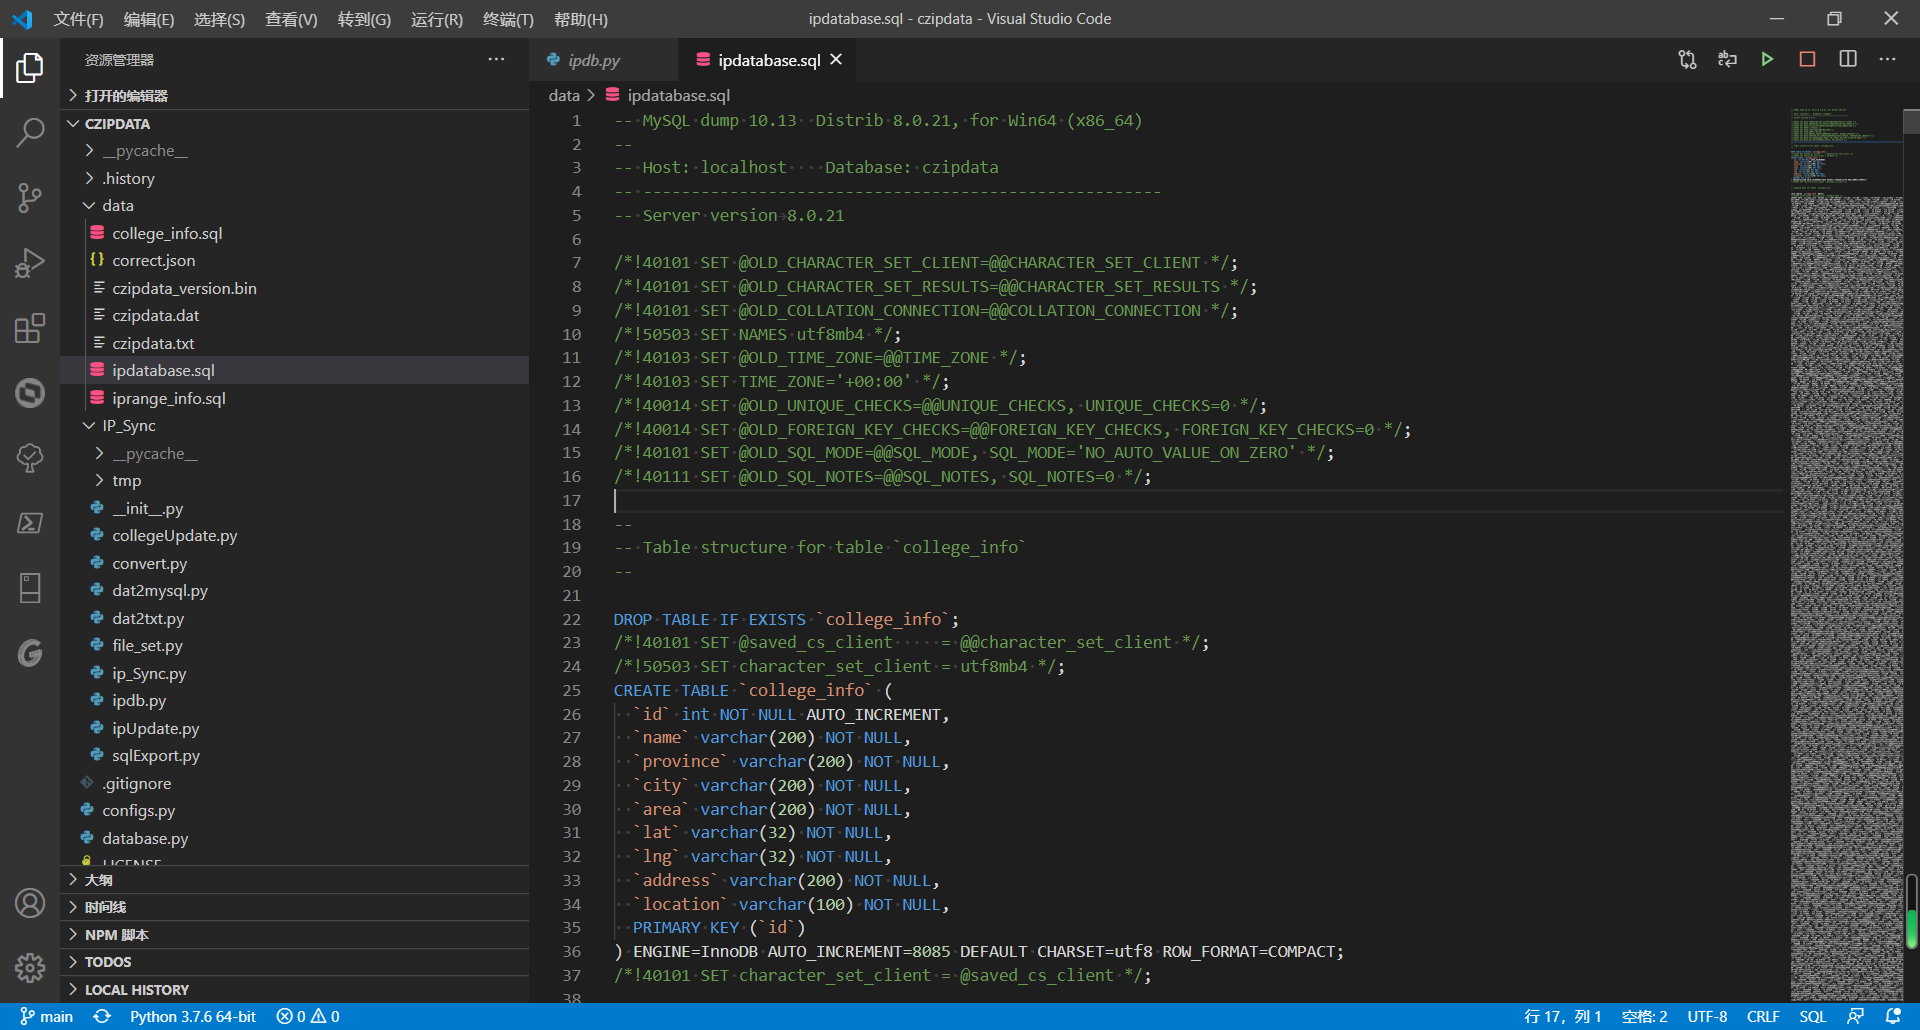 文件(F) 编辑(E) 选择(S) 查看(V) 转到(G) 运行(R) 终端(T) 帮助(H) ipdatabase.sql - czipdata - Visual Studio Code
资源管理器
打开的编辑器
CZIPDATA
__pycache__
.history
data
college_info.sql
correct.json
czipdata_version.bin
czipdata.dat
czipdata.txt
ipdatabase.sql
iprange_info.sql
IP_Sync
__pycache__
tmp
__init__.py
collegeUpdate.py
convert.py
dat2mysql.py
dat2txt.py
file_set.py
ip_Sync.py
ipdb.py
ipUpdate.py
sqlExport.py
.gitignore
configs.py
database.py
LICENSE
大纲
时间线
NPM 脚本
TODOS
LOCAL HISTORY
ipdb.py ipdatabase.sql
data > ipdatabase.sql
1 -- MySQL dump 10.13  Distrib 8.0.21, for Win64 (x86_64)
2 --
3 -- Host: localhost    Database: czipdata
4 -- ------------------------------------------------------
5 -- Server version 8.0.21
6
7 /*!40101 SET @OLD_CHARACTER_SET_CLIENT=@@CHARACTER_SET_CLIENT */;
8 /*!40101 SET @OLD_CHARACTER_SET_RESULTS=@@CHARACTER_SET_RESULTS */;
9 /*!40101 SET @OLD_COLLATION_CONNECTION=@@COLLATION_CONNECTION */;
10 /*!50503 SET NAMES utf8mb4 */;
11 /*!40103 SET @OLD_TIME_ZONE=@@TIME_ZONE */;
12 /*!40103 SET TIME_ZONE='+00:00' */;
13 /*!40014 SET @OLD_UNIQUE_CHECKS=@@UNIQUE_CHECKS, UNIQUE_CHECKS=0 */;
14 /*!40014 SET @OLD_FOREIGN_KEY_CHECKS=@@FOREIGN_KEY_CHECKS, FOREIGN_KEY_CHECKS=0 */;
15 /*!40101 SET @OLD_SQL_MODE=@@SQL_MODE, SQL_MODE='NO_AUTO_VALUE_ON_ZERO' */;
16 /*!40111 SET @OLD_SQL_NOTES=@@SQL_NOTES, SQL_NOTES=0 */;
17
18 --
19 -- Table structure for table `college_info`
20 --
21
22 DROP TABLE IF EXISTS `college_info`;
23 /*!40101 SET @saved_cs_client     = @@character_set_client */;
24 /*!50503 SET character_set_client = utf8mb4 */;
25 CREATE TABLE `college_info` (
26   `id` int NOT NULL AUTO_INCREMENT,
27   `name` varchar(200) NOT NULL,
28   `province` varchar(200) NOT NULL,
29   `city` varchar(200) NOT NULL,
30   `area` varchar(200) NOT NULL,
31   `lat` varchar(32) NOT NULL,
32   `lng` varchar(32) NOT NULL,
33   `address` varchar(200) NOT NULL,
34   `location` varchar(100) NOT NULL,
35   PRIMARY KEY (`id`)
36 ) ENGINE=InnoDB AUTO_INCREMENT=8085 DEFAULT CHARSET=utf8 ROW_FORMAT=COMPACT;
37 /*!40101 SET character_set_client = @saved_cs_client */;
38
main Python 3.7.6 64-bit 0 0 行 17，列 1 空格: 2 UTF-8 CRLF SQL